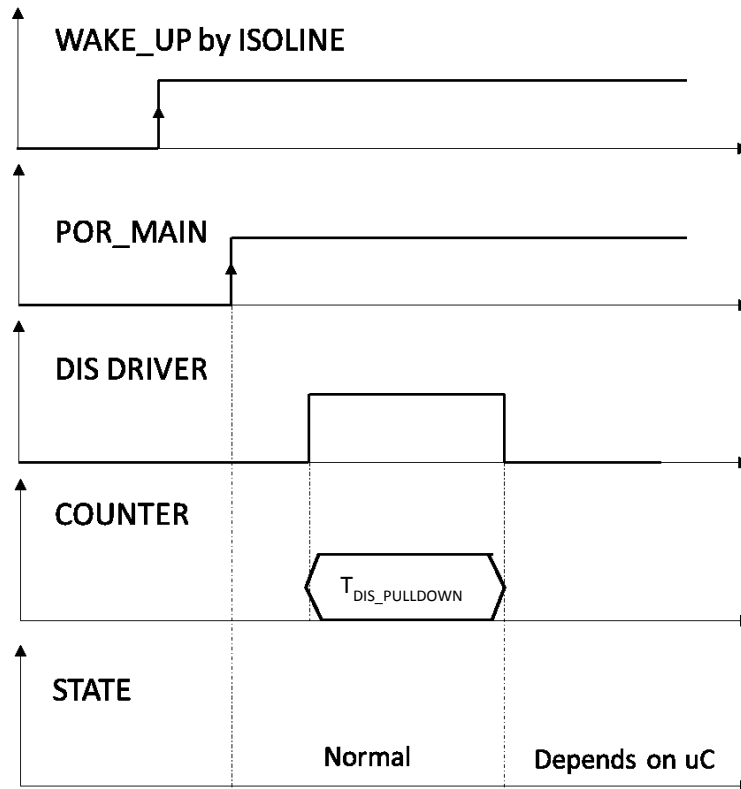 WAKE_UP by ISOLINE
POR_MAIN
DIS DRIVER
COUNTER
TDIS_PULLDOWN
STATE
Normal
Depends on uC